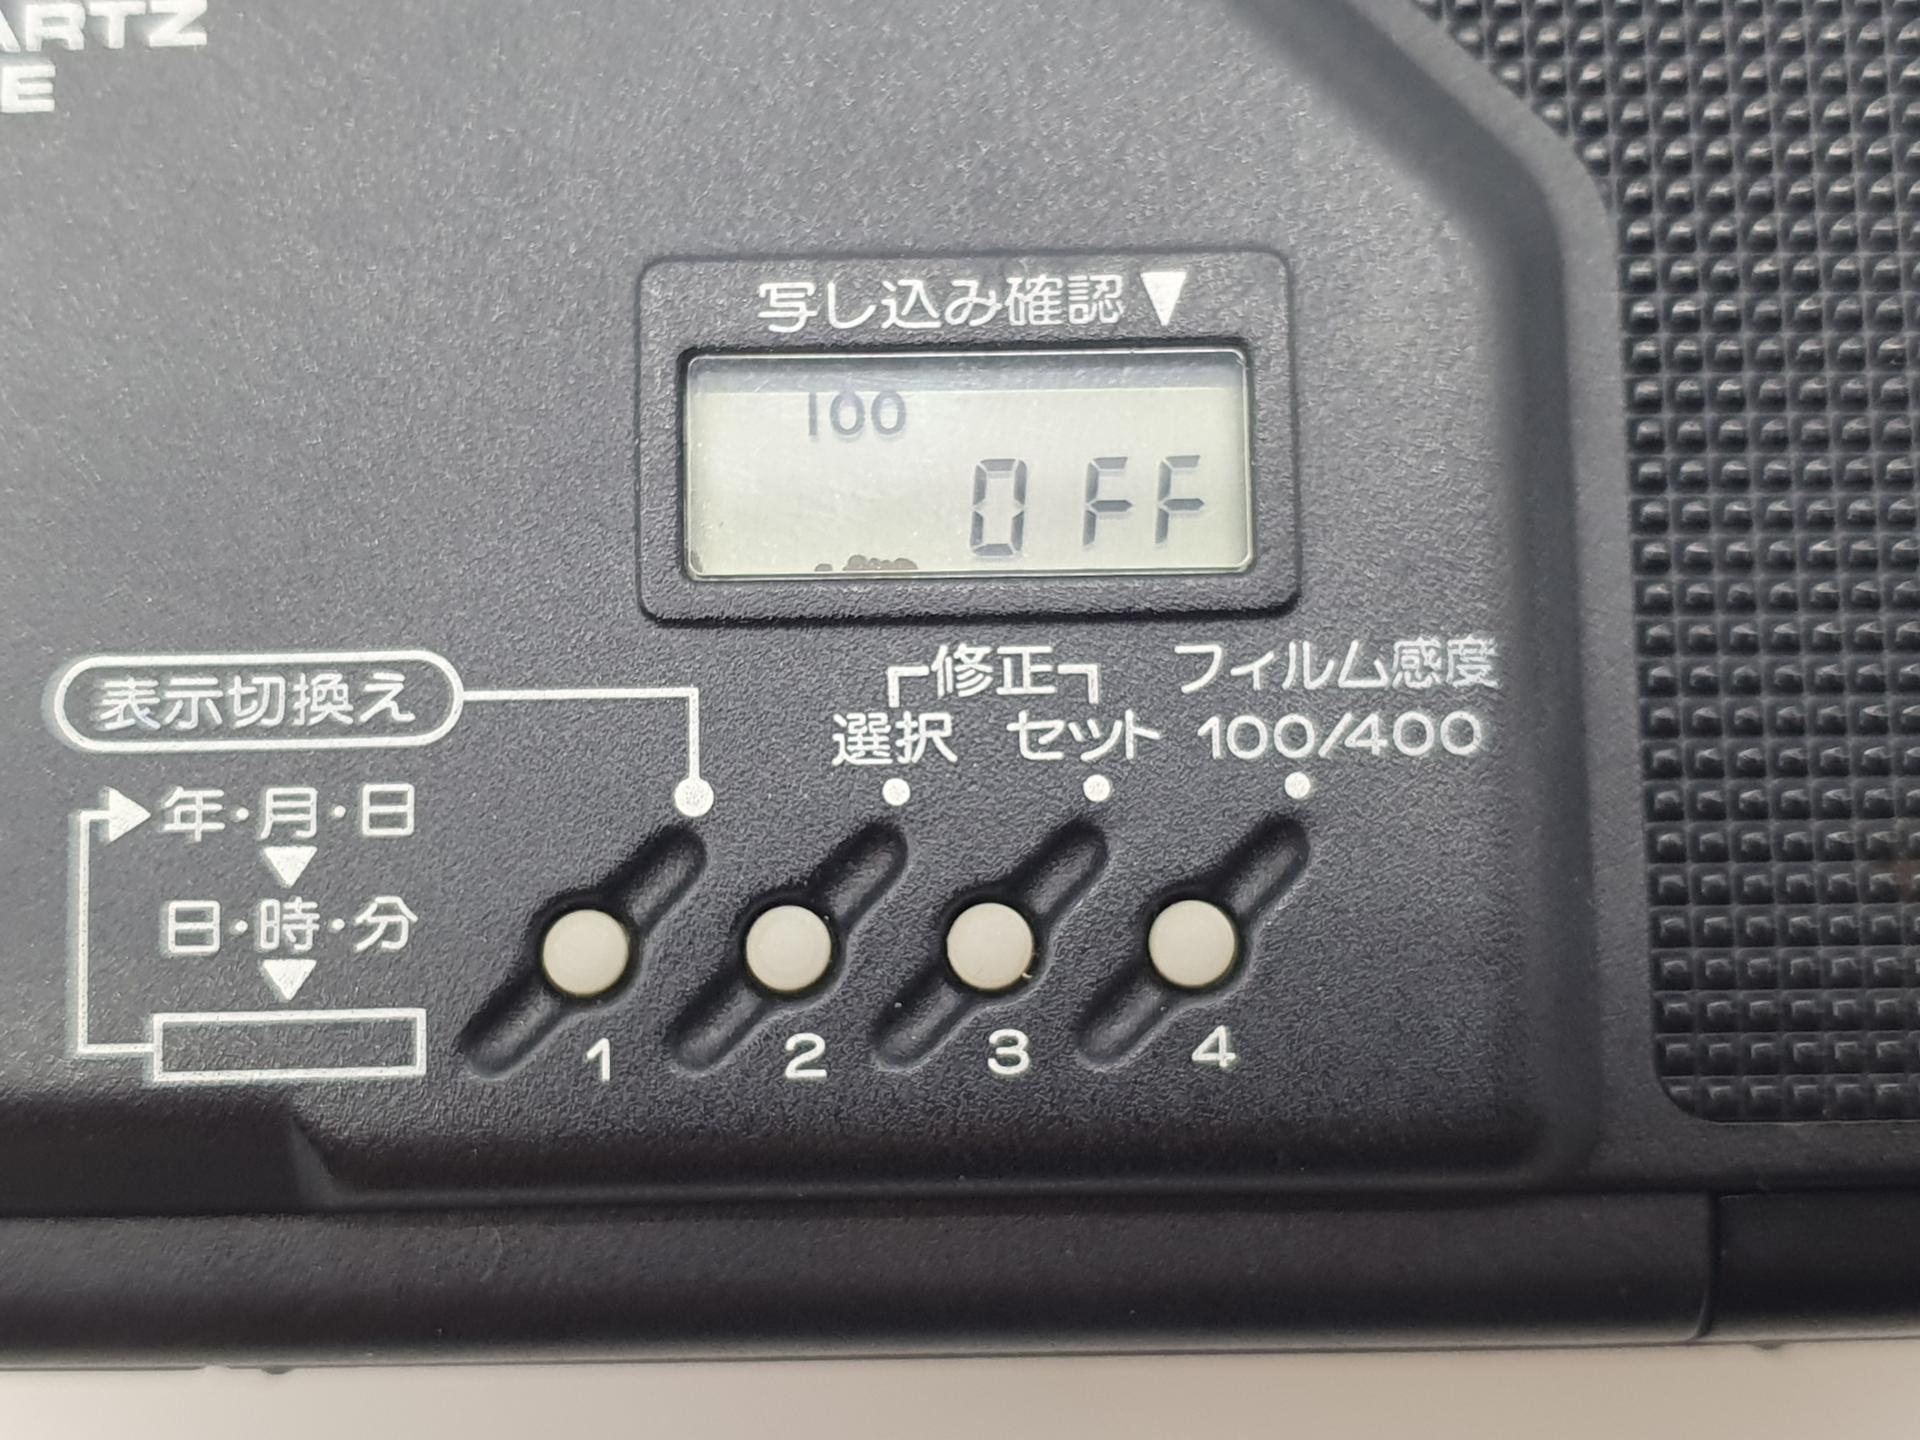 ARTZ
E
写し込み確認▼
100
OFF
修正 フィルム感度
選択 セット 100/400
表示切換え
年・月・日
日・時・分
1 2 3 4